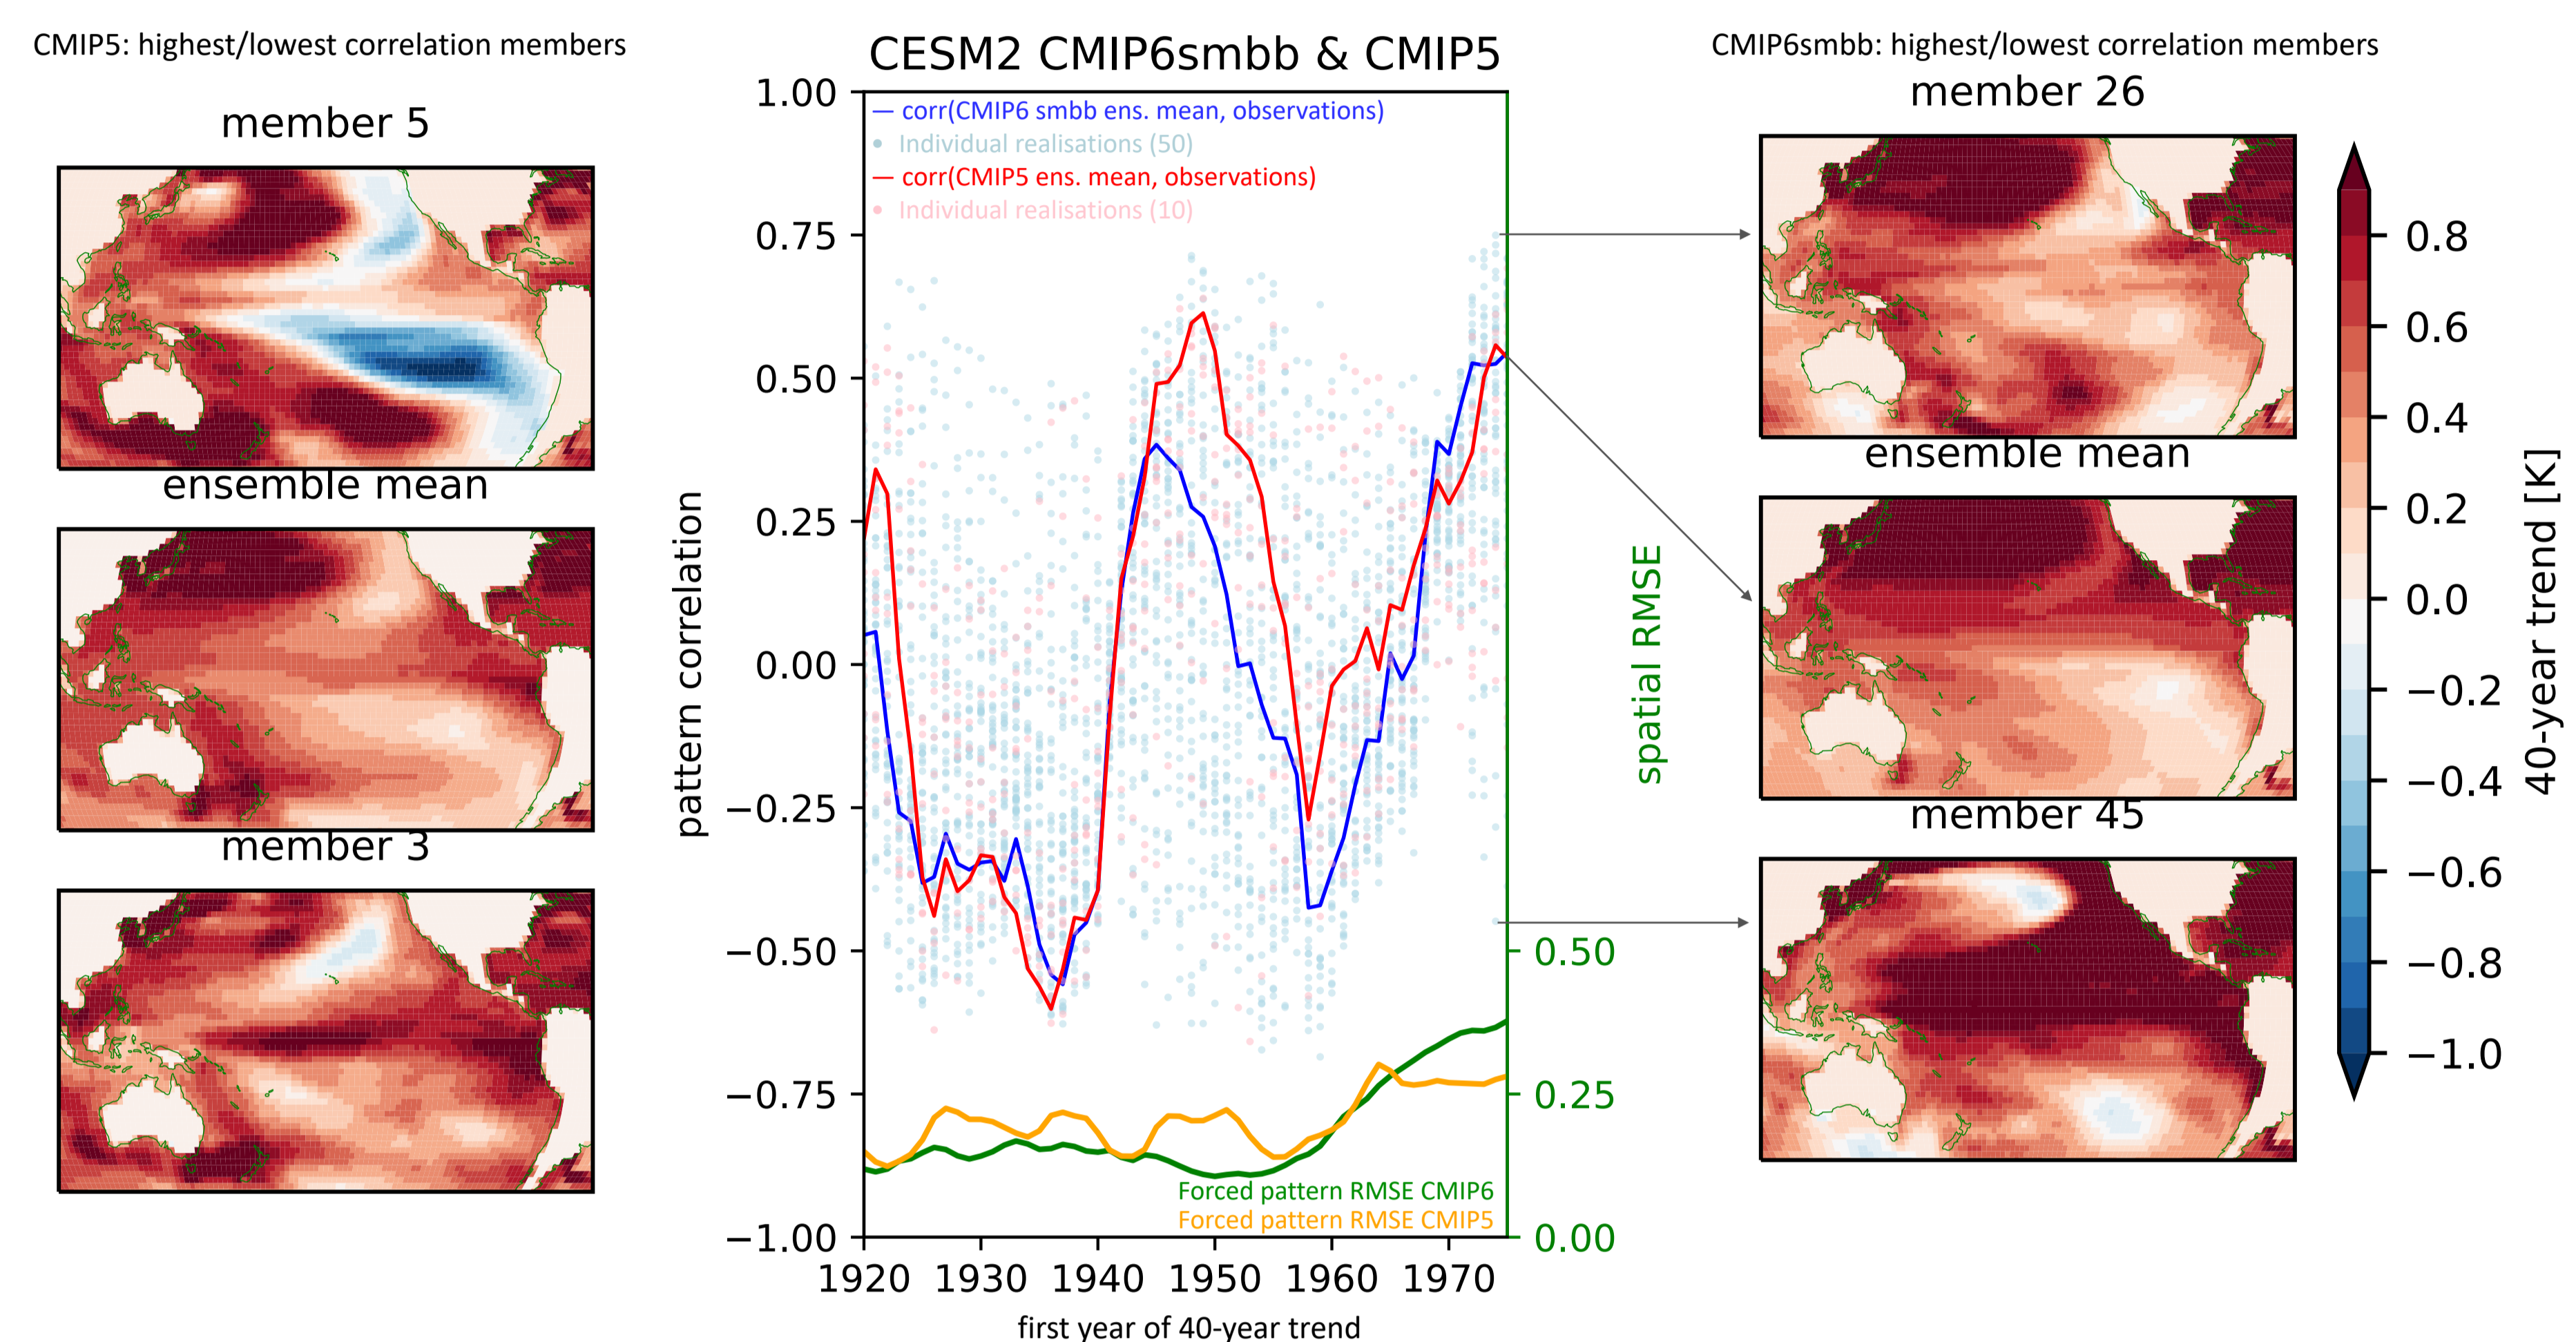 CMIP5: highest/lowest correlation members
member 5
ensemble mean
member 3
CESM2 CMIP6smbb & CMIP5
— corr(CMIP6 smbb ens. mean, observations)
• Individual realisations (50)
— corr(CMIP5 ens. mean, observations)
• Individual realisations (10)
pattern correlation
1.00
0.75
0.50
0.25
0.00
−0.25
−0.50
−0.75
−1.00
1920 1930 1940 1950 1960 1970
first year of 40-year trend
Forced pattern RMSE CMIP6
Forced pattern RMSE CMIP5
spatial RMSE
0.50
0.25
0.00
CMIP6smbb: highest/lowest correlation members
member 26
ensemble mean
member 45
0.8
0.6
0.4
0.2
0.0
−0.2
−0.4
−0.6
−0.8
−1.0
40-year trend [K]